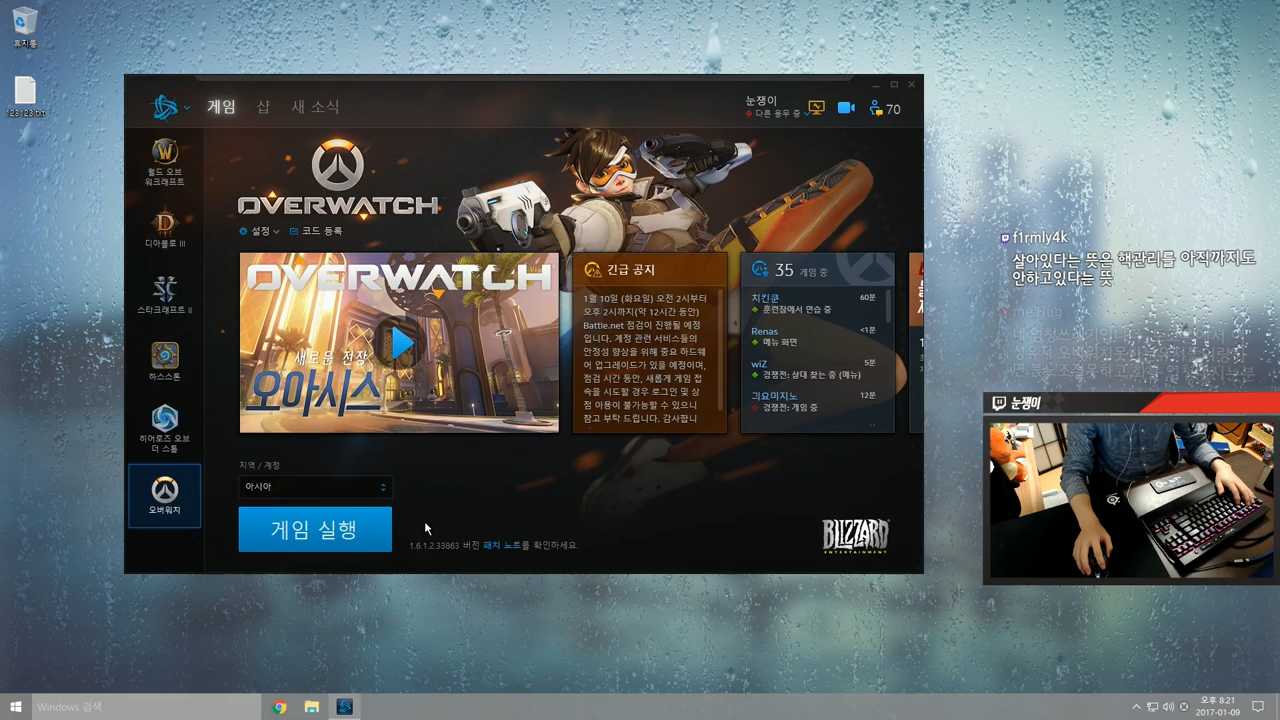 휴지통
123123.txt
게임
샵
새 소식
눈쟁이
다른 용무 중
70
월드 오브
워크래프트
디아블로 III
스타크래프트 II
하스스톤
히어로즈 오브
더 스톰
오버워치
OVERWATCH
설정
코드 등록
OVERWATCH
새로운 전장
오아시스
긴급 공지
1월 10일 (화요일) 오전 2시부터
오후 2시까지(약 12시간 동안)
Battle.net 점검이 진행될 예정
입니다. 계정 관련 서비스들의
안정성 향상을 위해 중요 하드웨
어 업그레이드가 있을 예정이며,
점검 시간 동안, 새롭게 게임 접
속을 시도할 경우 로그인 및 상
점 이용이 불가능할 수 있으니
참고 부탁 드립니다. 감사합니
35 게임 중
치킨쿤 60분
훈련장에서 연습 중
Renas <1분
메뉴 화면
wiZ 5분
경쟁전: 상대 찾는 중 (메뉴)
긔요미지노 12분
경쟁전: 게임 중
지역 / 계정
아시아
게임 실행
1.6.1.2.33863 버전 패치 노트를 확인하세요.
BLIZZARD
ENTERTAINMENT
f1rmly4k
살아있다는 뜻은 핵관리를 아직까지도
안하고있다는 뜻
눈쟁이
Windows 검색
오후 8:21
2017-01-09